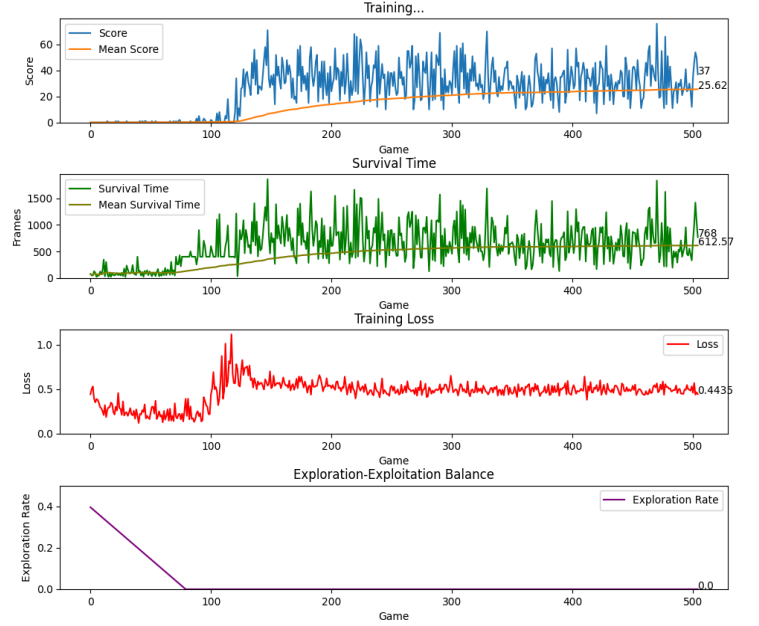 Training...
Score
Mean Score
60
40
20
0
Score
37
25.62
0 100 200 300 400 500
Game
Survival Time
Survival Time
Mean Survival Time
1500
1000
500
0
Frames
768
612.57
0 100 200 300 400 500
Game
Training Loss
Loss
1.0
0.5
0.0
Loss
0.4435
0 100 200 300 400 500
Game
Exploration-Exploitation Balance
Exploration Rate
0.4
0.2
0.0
Exploration Rate
0.0
0 100 200 300 400 500
Game